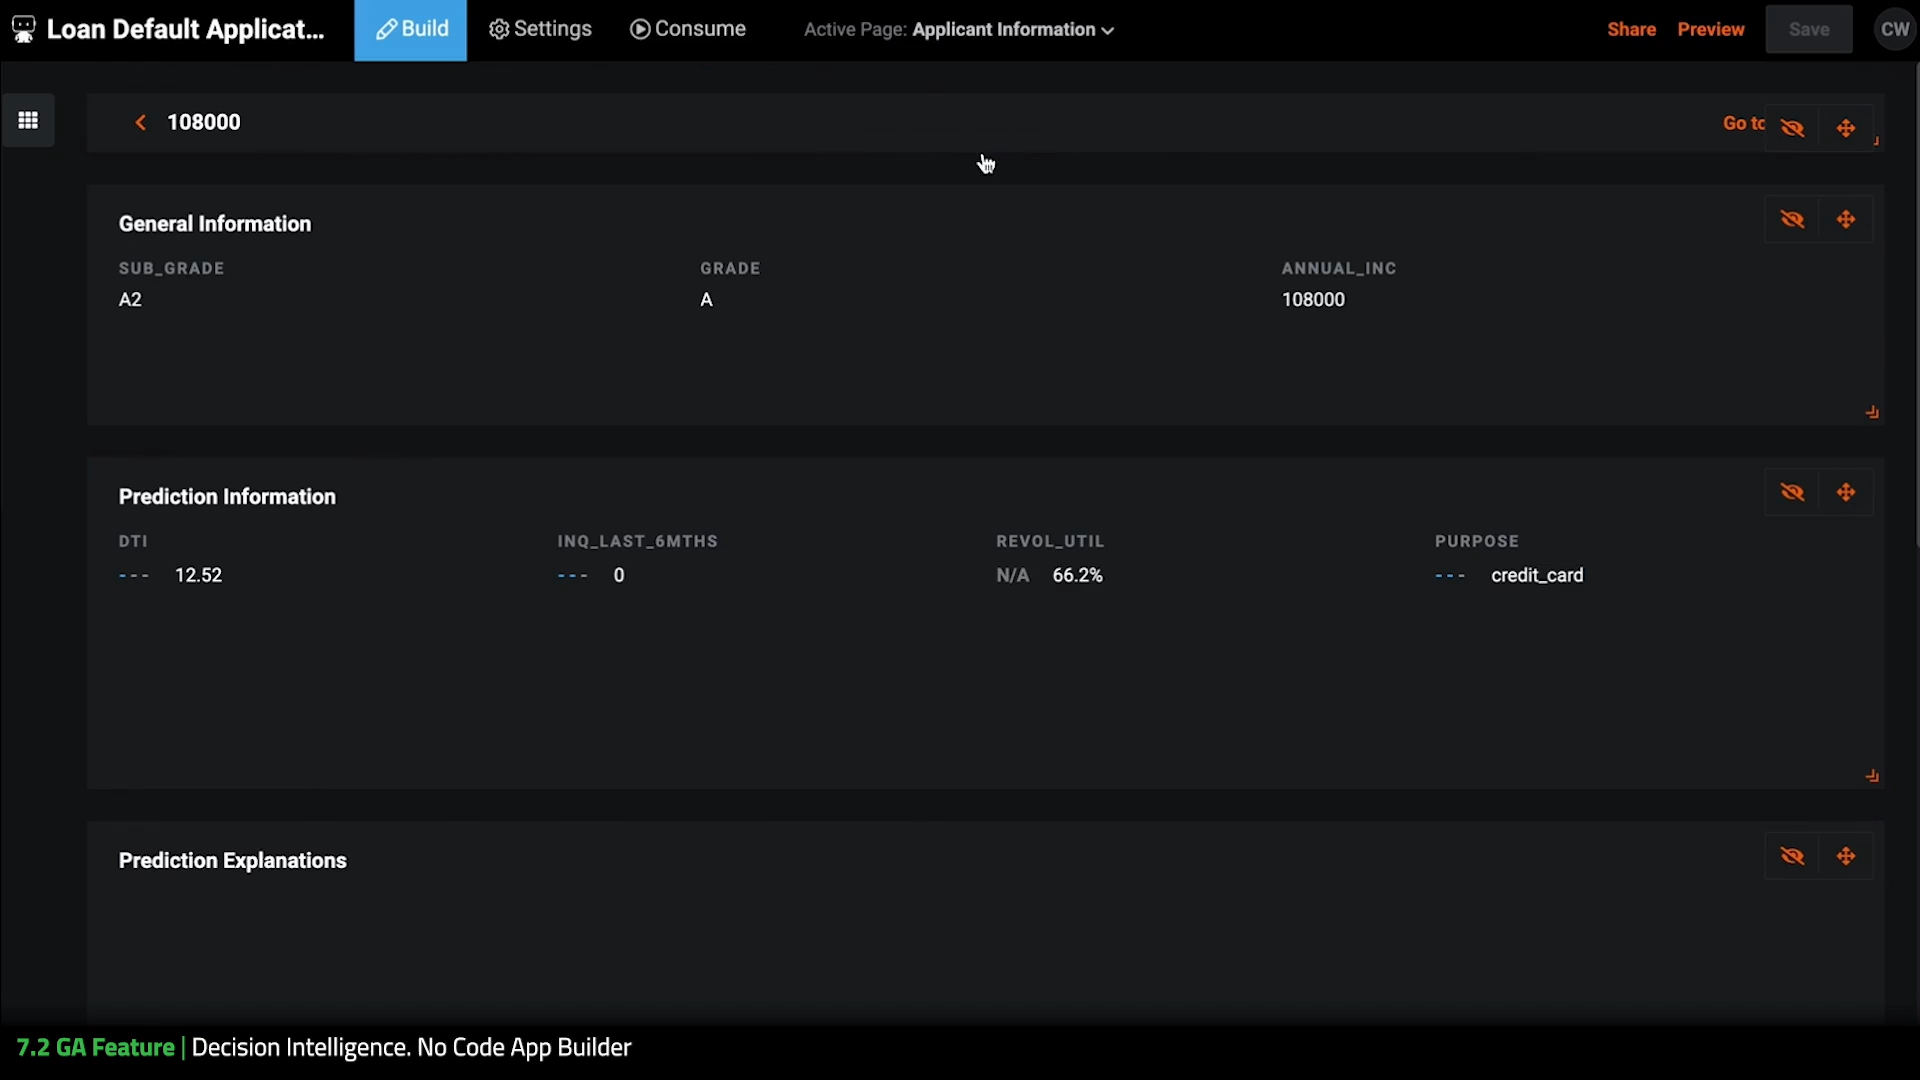 Loan Default Applicat... Build Settings Consume Active Page: Applicant Information Share Preview Save CW
108000 Go to
General Information
SUB_GRADE GRADE ANNUAL_INC
A2 A 108000
Prediction Information
DTI INQ_LAST_6MTHS REVOL_UTIL PURPOSE
--- 12.52 --- 0 N/A 66.2% --- credit_card
Prediction Explanations
7.2 GA Feature | Decision Intelligence. No Code App Builder